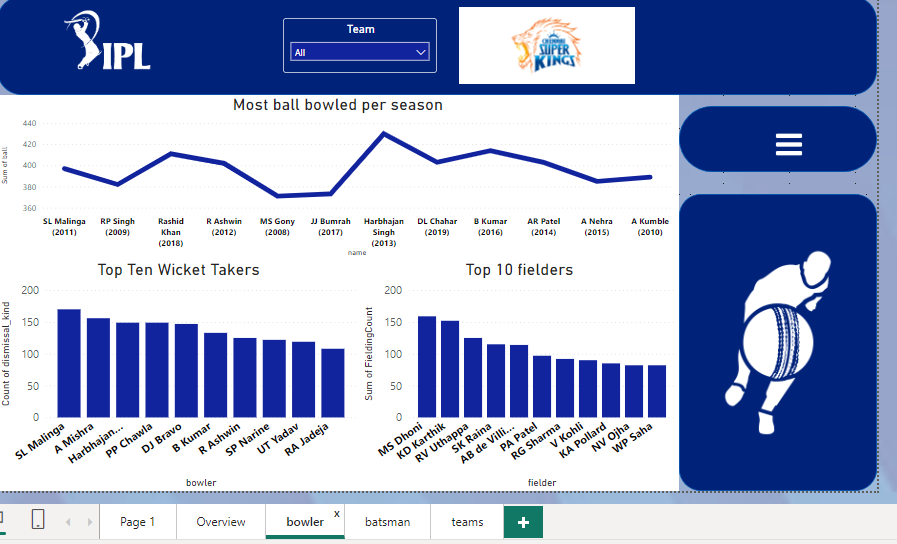 IPL
Team
All
CHENNAI
SUPER
KINGS
Most ball bowled per season
Sum of ball
440
420
400
380
360
SL Malinga
(2011)
RP Singh
(2009)
Rashid
Khan
(2018)
R Ashwin
(2012)
MS Gony
(2008)
JJ Bumrah
(2017)
Harbhajan
Singh
(2013)
DL Chahar
(2019)
B Kumar
(2016)
AR Patel
(2014)
A Nehra
(2015)
A Kumble
(2010)
name
Top Ten Wicket Takers
Count of dismissal_kind
200
150
100
50
0
SL Malinga
A Mishra
Harbhajan...
PP Chawla
DJ Bravo
B Kumar
R Ashwin
SP Narine
UT Yadav
RA Jadeja
bowler
Top 10 fielders
Sum of FieldingCount
200
150
100
50
0
MS Dhoni
KD Karthik
RV Uthappa
SK Raina
AB de Villi...
PA Patel
RG Sharma
V Kohli
KA Pollard
NV Ojha
WP Saha
fielder
Page 1
Overview
bowler
x
batsman
teams
+